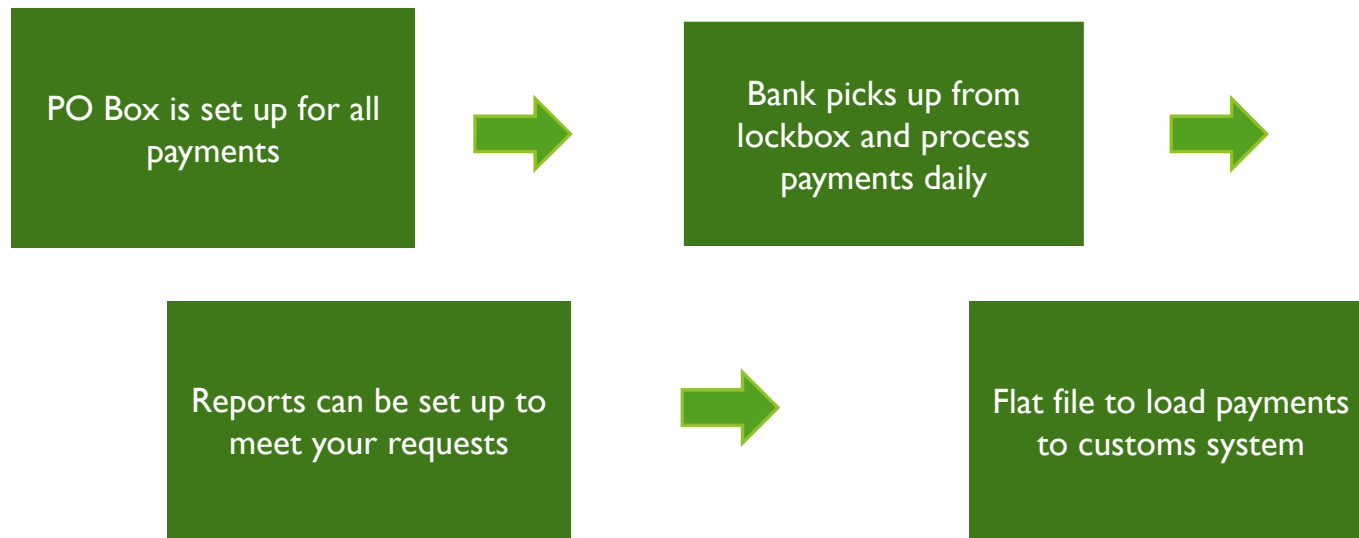 PO Box is set up for all
payments
Bank picks up from
lockbox and process
payments daily
Reports can be set up to
meet your requests
Flat file to load payments
to customs system